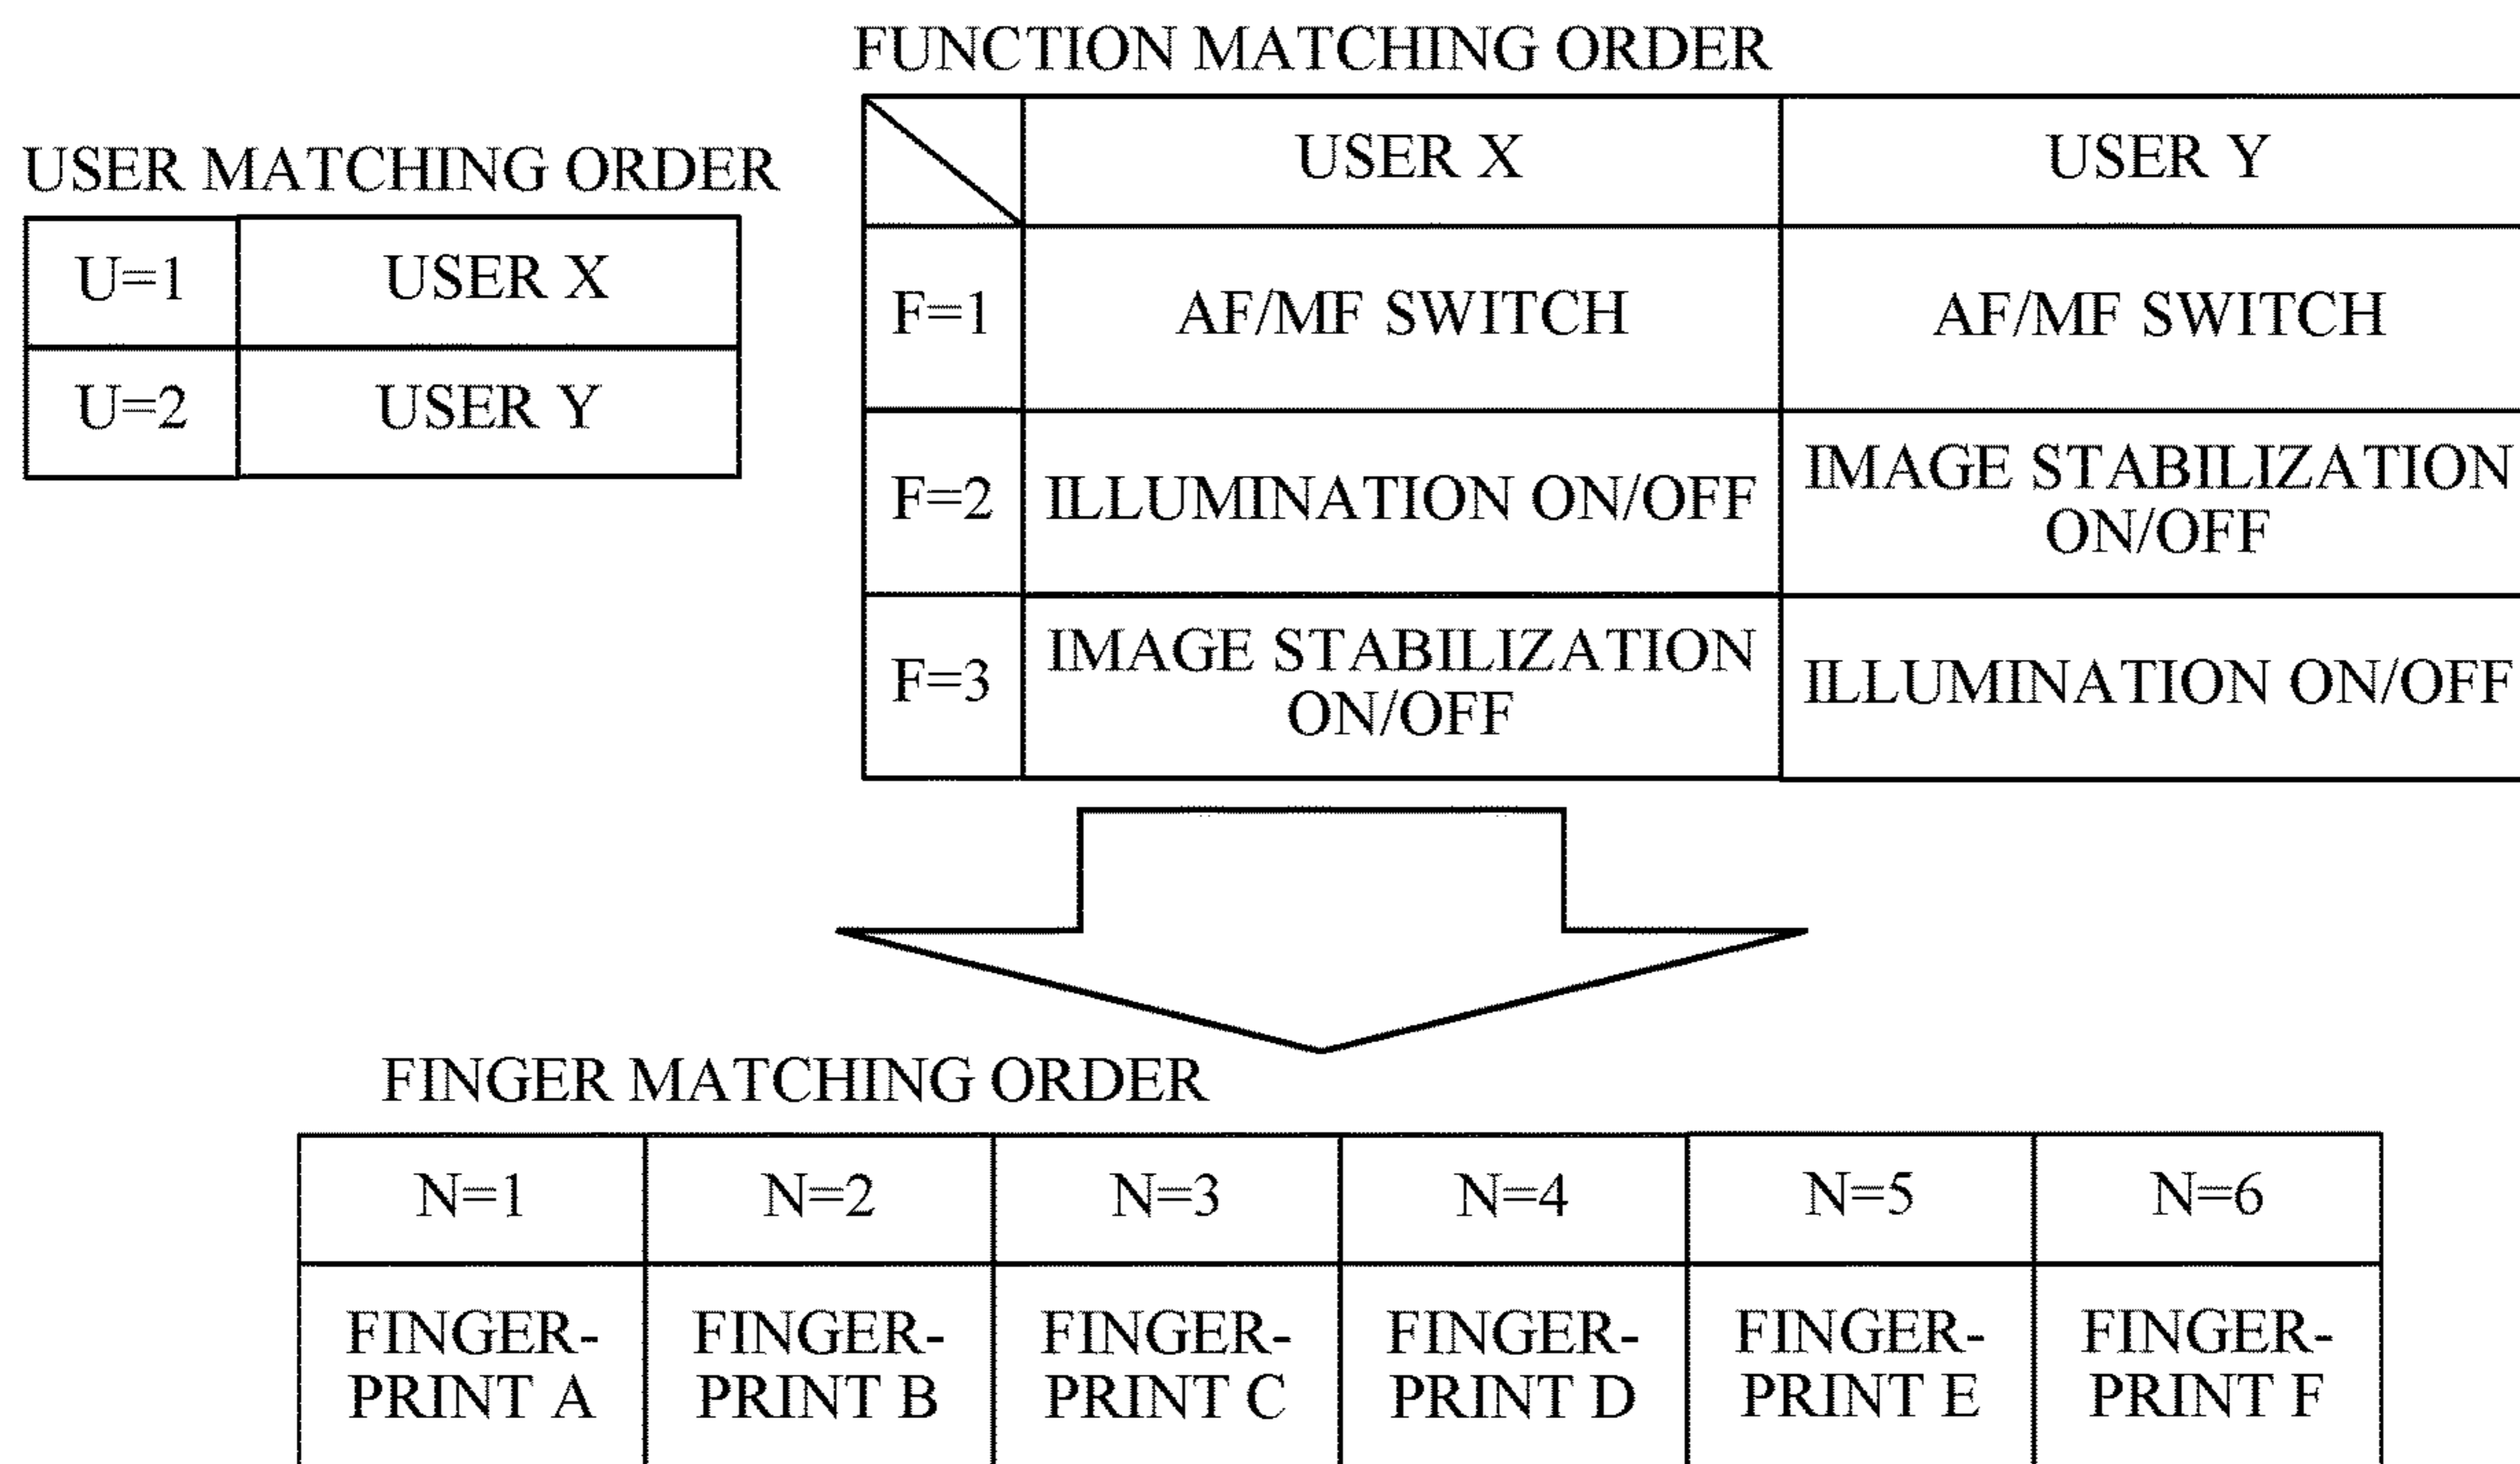 FUNCTION MATCHING ORDER
USER MATCHING ORDER
U=1 USER X
U=2 USER Y
USER X USER Y
F=1 AF/MF SWITCH AF/MF SWITCH
F=2 ILLUMINATION ON/OFF IMAGE STABILIZATION
ON/OFF
F=3 IMAGE STABILIZATION
ON/OFF
ILLUMINATION ON/OFF
FINGER MATCHING ORDER
N=1 N=2 N=3 N=4 N=5 N=6
FINGER- FINGER- FINGER- FINGER- FINGER- FINGER-
PRINT A PRINT B PRINT C PRINT D PRINT E PRINT F